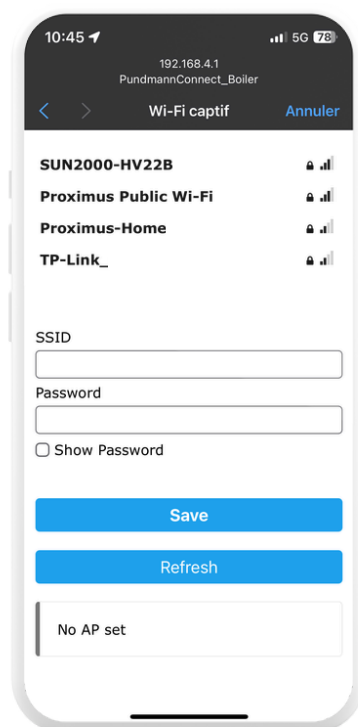 10:45 5G 78
192.168.4.1
PundmannConnect_Boiler
Wi-Fi captif Annuler
SUN2000-HV22B
Proximus Public Wi-Fi
Proximus-Home
TP-Link_
SSID
Password
Show Password
Save
Refresh
No AP set